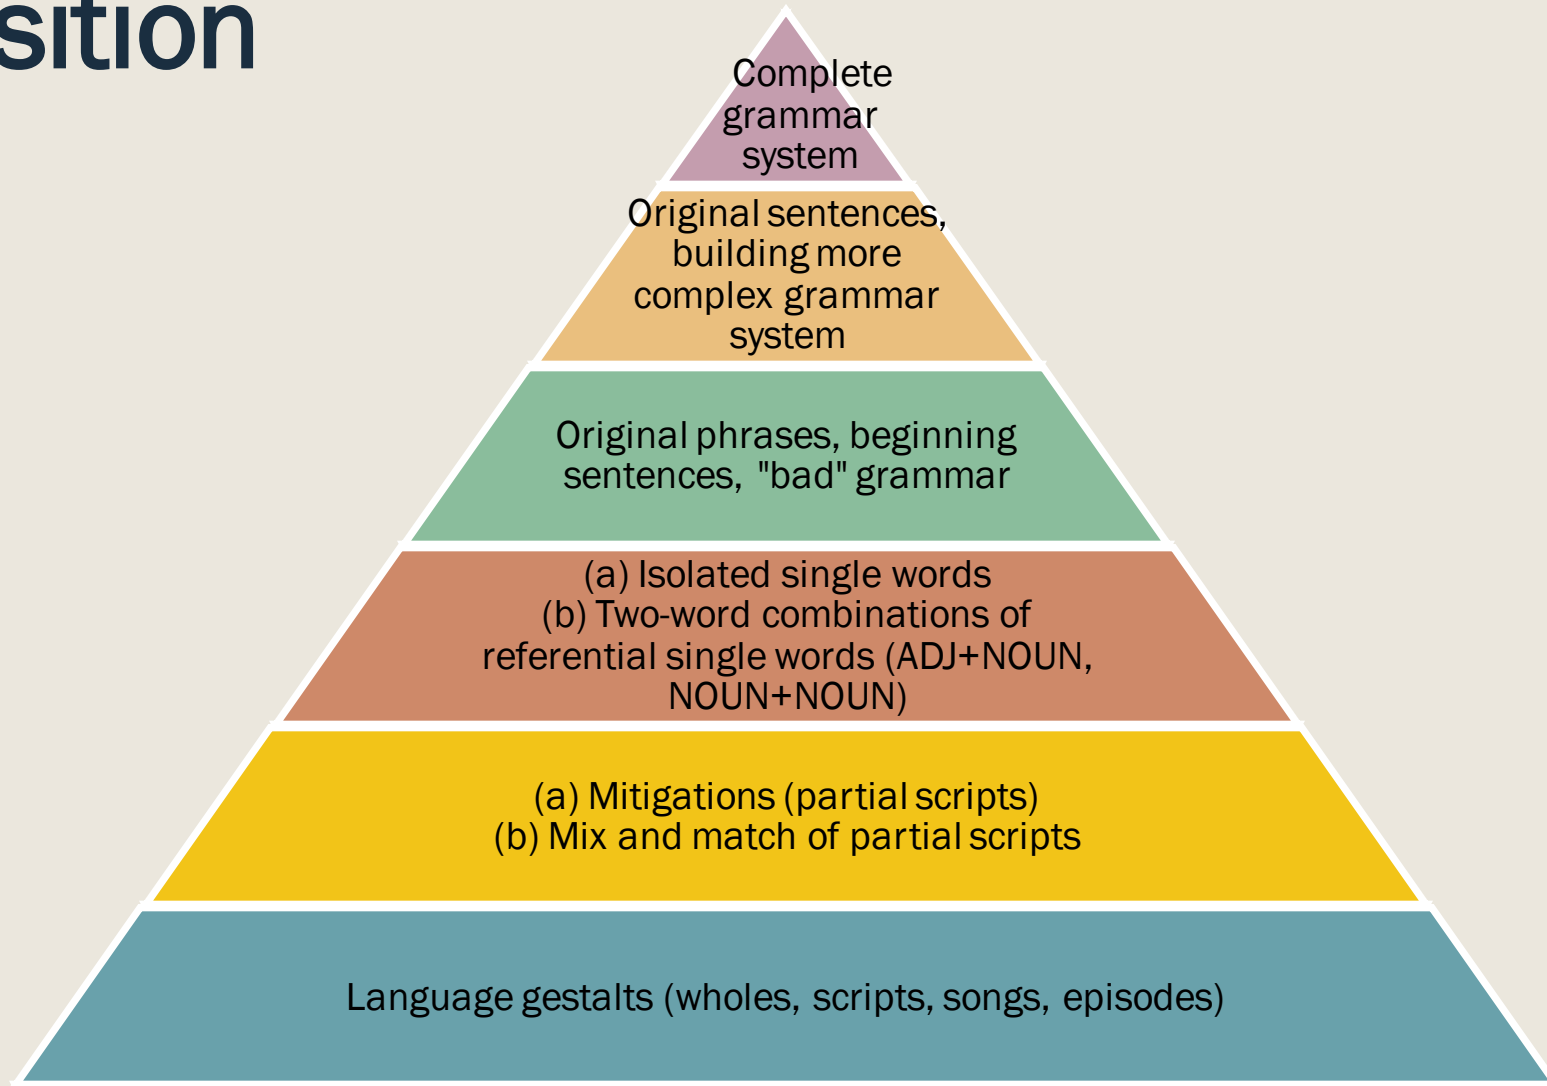 sition
Complete
grammar
system
Original sentences,
building more
complex grammar
system
Original phrases, beginning
sentences, "bad" grammar
(a) Isolated single words
(b) Two-word combinations of
referential single words (ADJ+NOUN,
NOUN+NOUN)
(a) Mitigations (partial scripts)
(b) Mix and match of partial scripts
Language gestalts (wholes, scripts, songs, episodes)